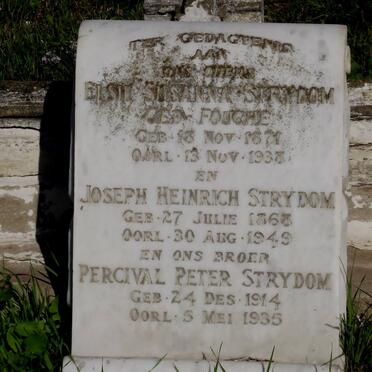 TER GEDAGTENIS
AAN
ONS OUERS
ELSIE SUSANNA STRYDOM
GEB. FOUCHE
GEB. 18 NOV. 1871
OORL. 13 NOV. 1938
EN
JOSEPH HEINRICH STRYDOM
GEB. 27 JULIE 1868
OORL. 30 AUG. 1949
EN ONS BROER
PERCIVAL PETER STRYDOM
GEB. 24 DES. 1914
OORL. 5 MEI 1935